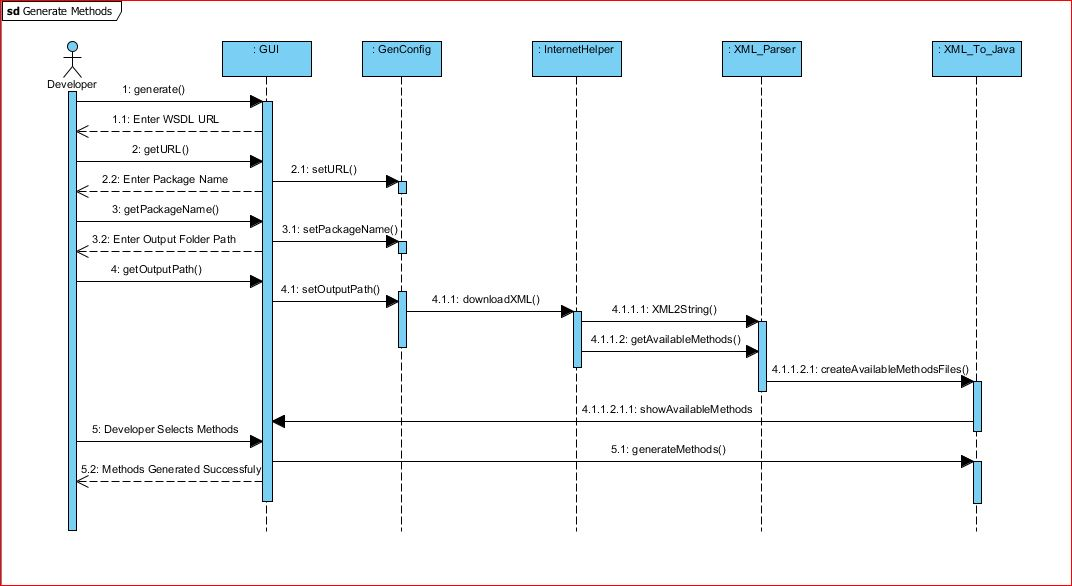 sd Generate Methods
: GUI
: GenConfig
: InternetHelper
: XML_Parser
: XML_To_Java
Developer
1: generate()
1.1: Enter WSDL URL
2: getURL()
2.1: setURL()
2.2: Enter Package Name
3: getPackageName()
3.1: setPackageName()
3.2: Enter Output Folder Path
4: getOutputPath()
4.1: setOutputPath()
4.1.1: downloadXML()
4.1.1.1: XML2String()
4.1.1.2: getAvailableMethods()
4.1.1.2.1: createAvailableMethodsFiles()
4.1.1.2.1.1: showAvailableMethods
5: Developer Selects Methods
5.1: generateMethods()
5.2: Methods Generated Successfuly